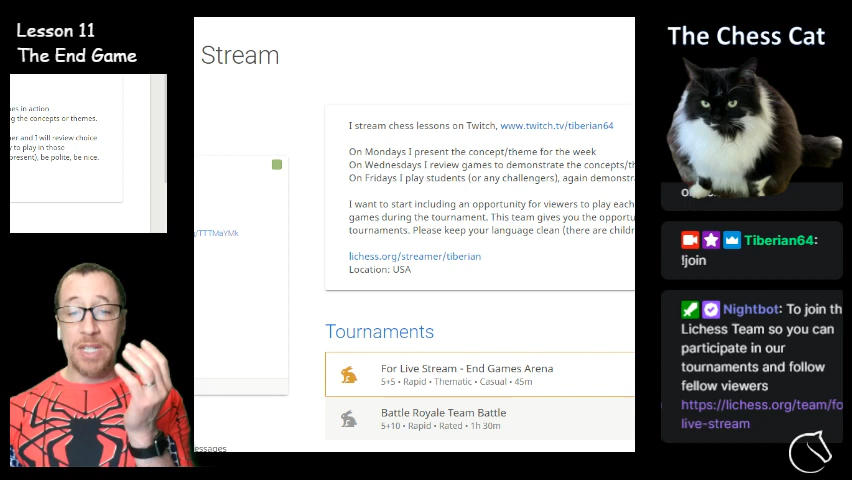 Lesson 11
The End Game
es in action
g the concepts or themes.
er and I will review choice
y to play in those
present), be polite, be nice.
Stream
/TTTMaYMk
essages
I stream chess lessons on Twitch, www.twitch.tv/tiberian64
On Mondays I present the concept/theme for the week
On Wednesdays I review games to demonstrate the concepts/th
On Fridays I play students (or any challengers), again demonstra
I want to start including an opportunity for viewers to play each
games during the tournament. This team gives you the opportu
tournaments. Please keep your language clean (there are childr
lichess.org/streamer/tiberian
Location: USA
Tournaments
For Live Stream - End Games Arena
5+5 • Rapid • Thematic • Casual • 45m
Battle Royale Team Battle
5+10 • Rapid • Rated • 1h 30m
The Chess Cat
Tiberian64:
!join
Nightbot: To join th
Lichess Team so you can
participate in our
tournaments and follow
fellow viewers
https://lichess.org/team/fo
live-stream